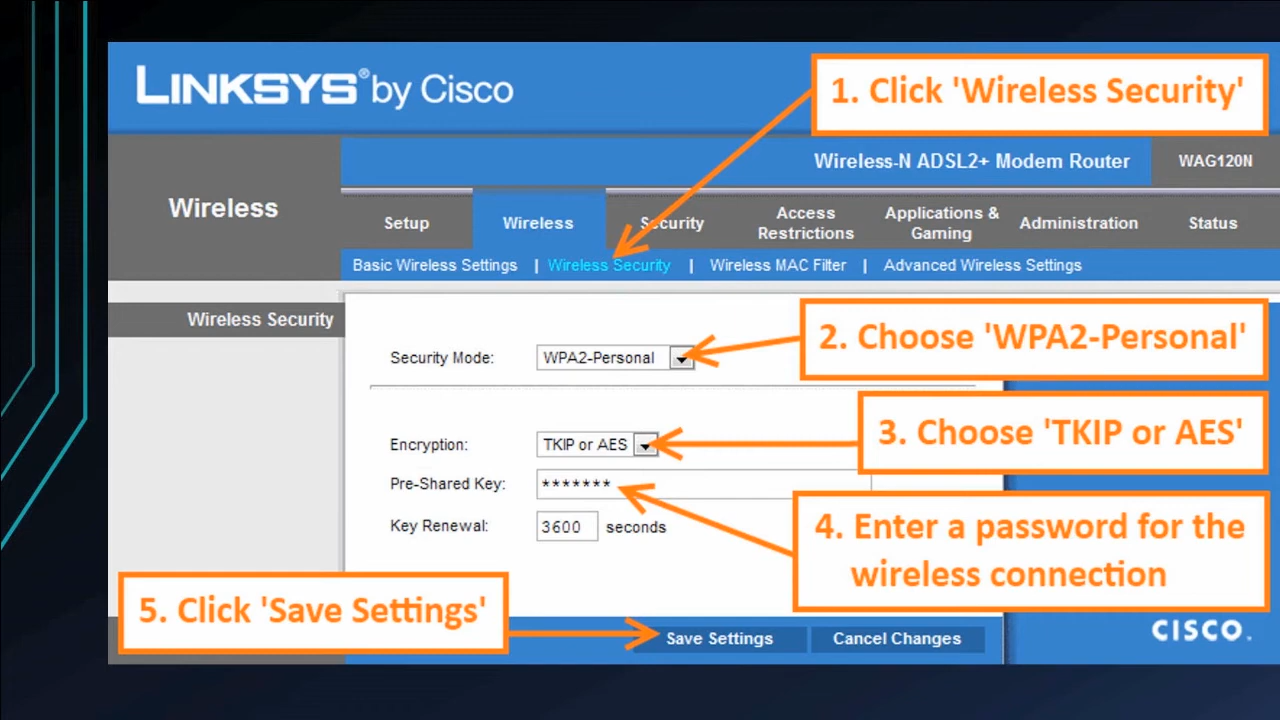 LINKSYS® by Cisco
1. Click 'Wireless Security'
Wireless-N ADSL2+ Modem Router
WAG120N
Wireless
Setup
Wireless
Security
Access
Restrictions
Applications &
Gaming
Administration
Status
Basic Wireless Settings | Wireless Security | Wireless MAC Filter | Advanced Wireless Settings
Wireless Security
Security Mode: WPA2-Personal
2. Choose 'WPA2-Personal'
Encryption: TKIP or AES
3. Choose 'TKIP or AES'
Pre-Shared Key: *******
Key Renewal: 3600 seconds
4. Enter a password for the
wireless connection
5. Click 'Save Settings'
Save Settings
Cancel Changes
CISCO.